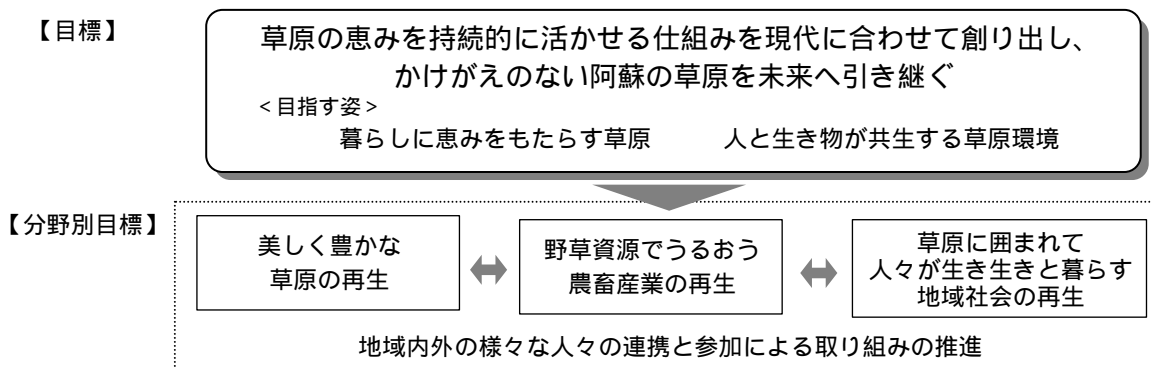 【目標】
草原の恵みを持続的に活かせる仕組みを現代に合わせて創り出し、
かけがえのない阿蘇の草原を未来へ引き継ぐ
＜目指す姿＞
暮らしに恵みをもたらす草原　　人と生き物が共生する草原環境
【分野別目標】
美しく豊かな
草原の再生
野草資源でうるおう
農畜産業の再生
草原に囲まれて
人々が生き生きと暮らす
地域社会の再生
地域内外の様々な人々の連携と参加による取り組みの推進